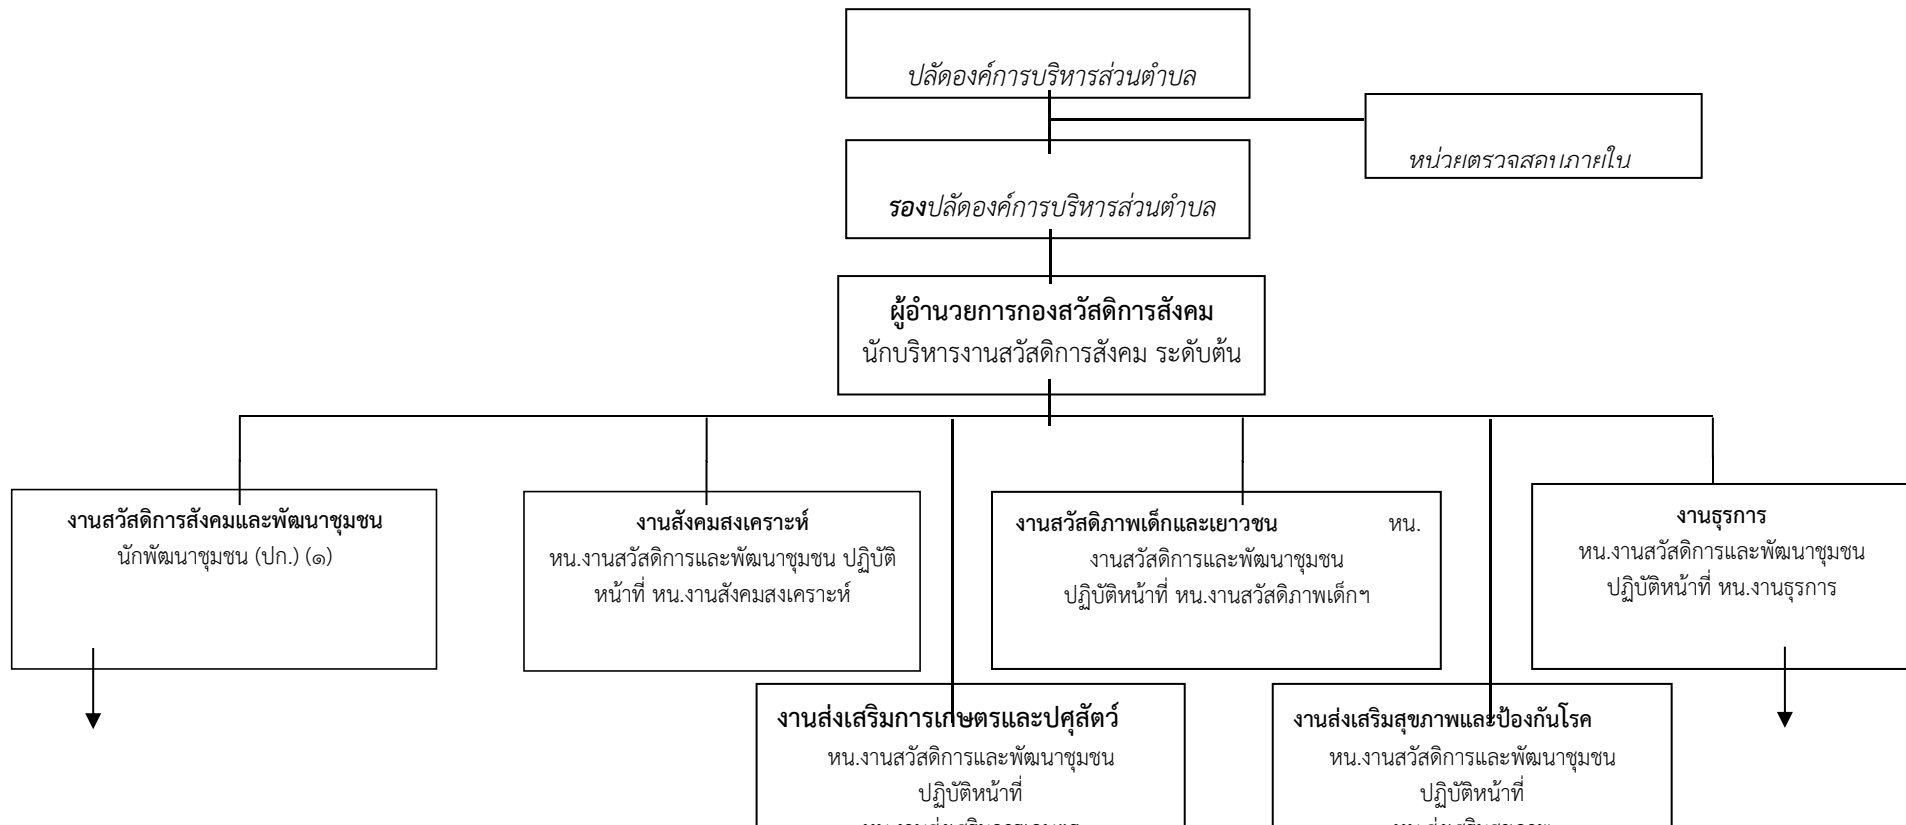 ปลัดองค์การบริหารส่วนตำบล
หน่วยตรวจสอบภายใน
รองปลัดองค์การบริหารส่วนตำบล
ผู้อำนวยการกองสวัสดิการสังคม
นักบริหารงานสวัสดิการสังคม ระดับต้น
งานสวัสดิการสังคมและพัฒนาชุมชน
นักพัฒนาชุมชน (ปก.) (๑)
งานสังคมสงเคราะห์
หน.งานสวัสดิการและพัฒนาชุมชน ปฏิบัติ
หน้าที่ หน.งานสังคมสงเคราะห์
งานสวัสดิภาพเด็กและเยาวชน หน.
งานสวัสดิการและพัฒนาชุมชน
ปฏิบัติหน้าที่ หน.งานสวัสดิภาพเด็กฯ
งานธุรการ
หน.งานสวัสดิการและพัฒนาชุมชน
ปฏิบัติหน้าที่ หน.งานธุรการ
งานส่งเสริมการเกษตรและปศุสัตว์
หน.งานสวัสดิการและพัฒนาชุมชน
ปฏิบัติหน้าที่
งานส่งเสริมสุขภาพและป้องกันโรค
หน.งานสวัสดิการและพัฒนาชุมชน
ปฏิบัติหน้าที่